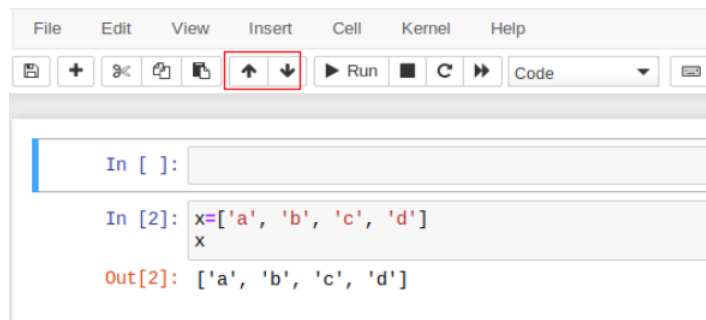 File Edit View Insert Cell Kernel Help
Run Code
In [ ]:
In [2]: x=['a', 'b', 'c', 'd']
x
Out[2]: ['a', 'b', 'c', 'd']